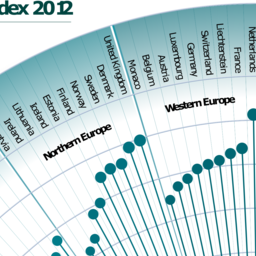 dex 2012
Latvia
Ireland
Lithuania
Iceland
Estonia
Finland
Norway
Sweden
Denmark
United Kingdom
Monaco
Belgium
Austria
Luxembourg
Germany
Switzerland
Liechtenstein
France
Netherlands
Northern Europe
Western Europe